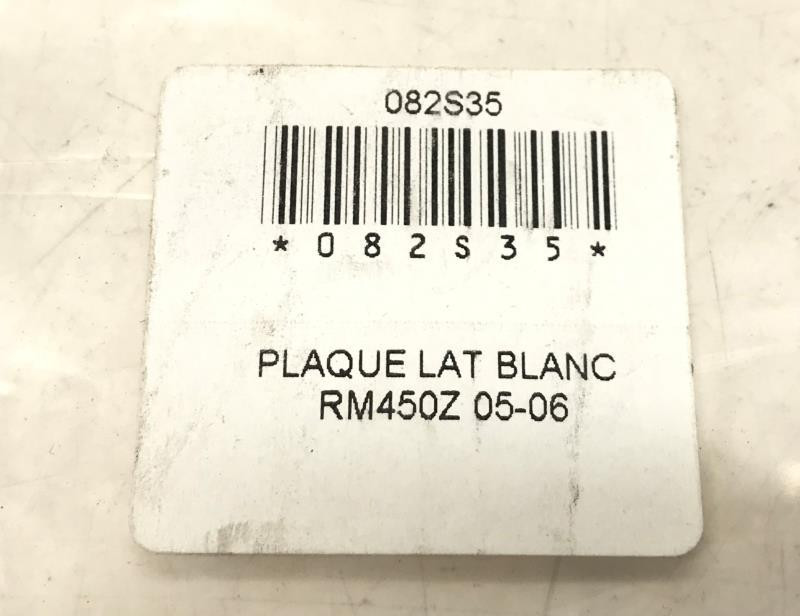 082S35
*082S35*
PLAQUE LAT BLANC
RM450Z 05-06